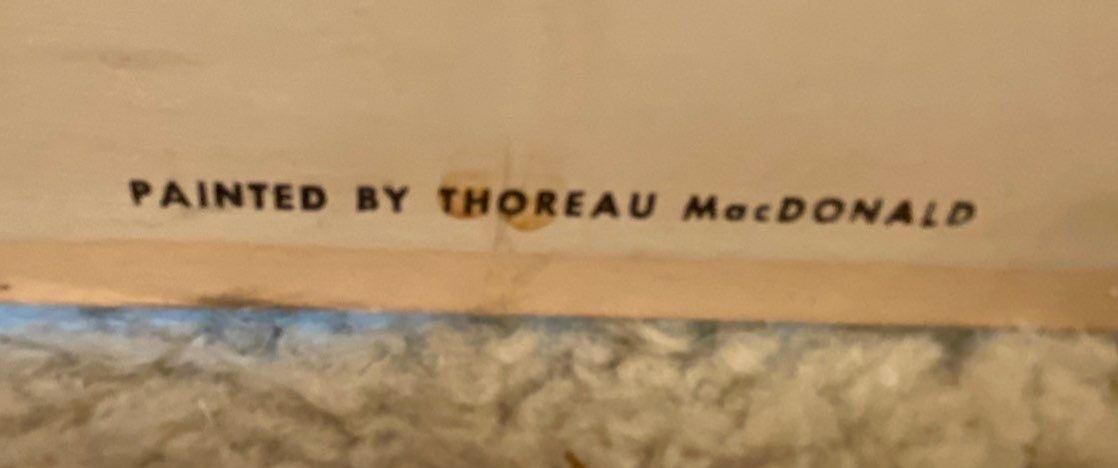 PAINTED BY THOREAU MacDONALD